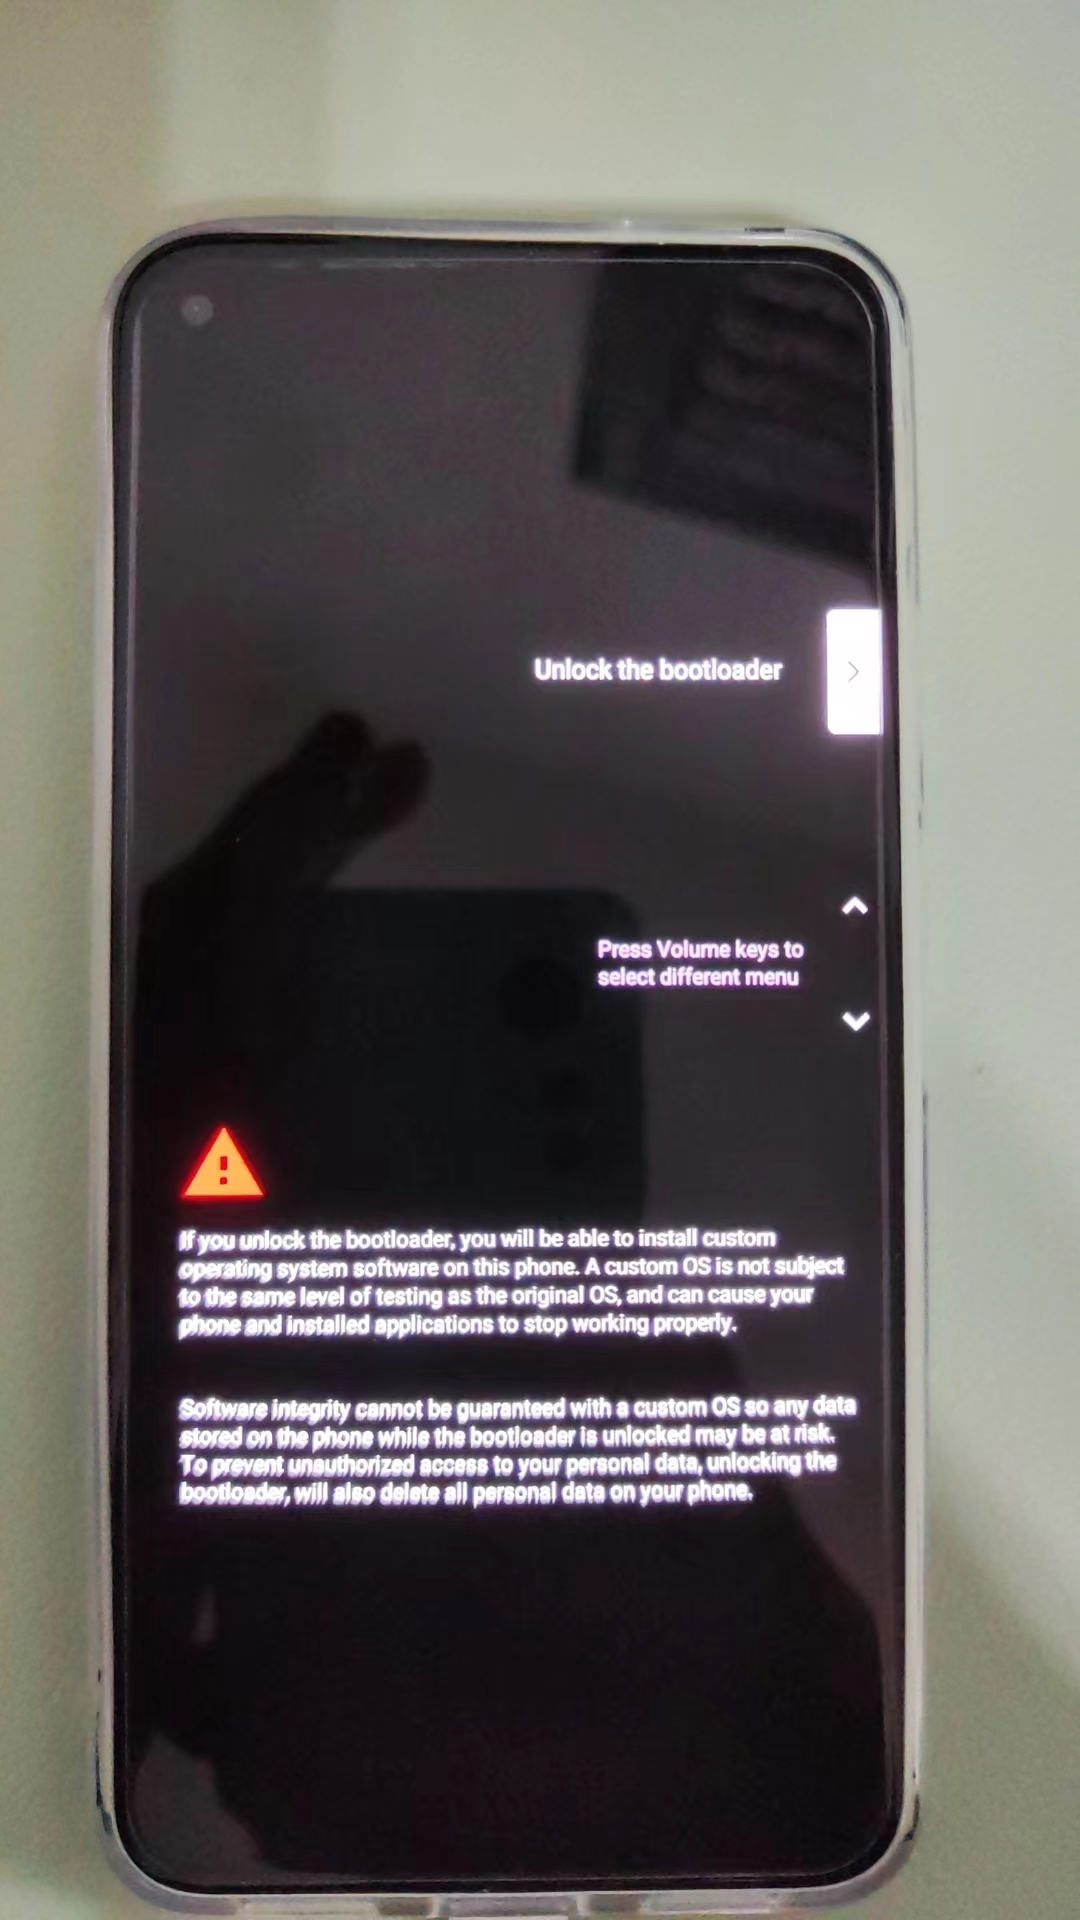 Unlock the bootloader
Press Volume keys to
select different menu
If you unlock the bootloader, you will be able to install custom
operating system software on this phone. A custom OS is not subject
to the same level of testing as the original OS, and can cause your
phone and installed applications to stop working properly.
Software integrity cannot be guaranteed with a custom OS so any data
stored on the phone while the bootloader is unlocked may be at risk.
To prevent unauthorized access to your personal data, unlocking the
bootloader, will also delete all personal data on your phone.